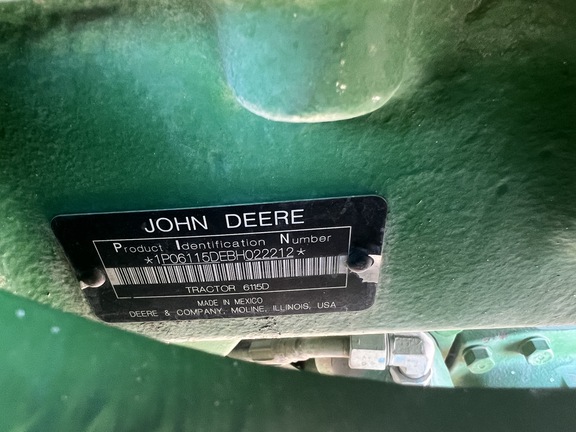 JOHN DEERE
Product Identification Number
*1P06115DEBH022212*
TRACTOR 6115D
MADE IN MEXICO
DEERE & COMPANY, MOLINE, ILLINOIS, USA